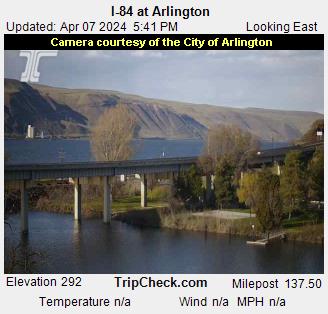 I-84 at Arlington
Updated: Apr 07 2024 5:41 PM Looking East
Camera courtesy of the City of Arlington
Elevation 292 TripCheck.com Milepost 137.50
Temperature n/a Wind n/a MPH n/a